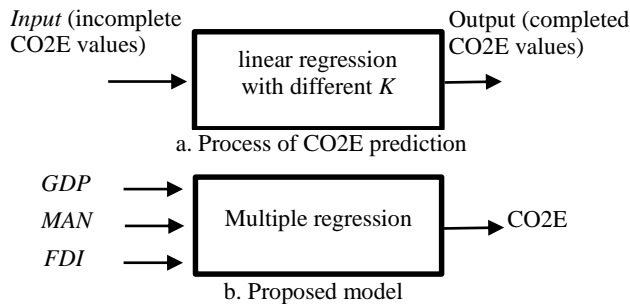 Input (incomplete
CO2E values)
Output (completed
CO2E values)
linear regression
with different K
a. Process of CO2E prediction
GDP
MAN
FDI
Multiple regression
CO2E
b. Proposed model